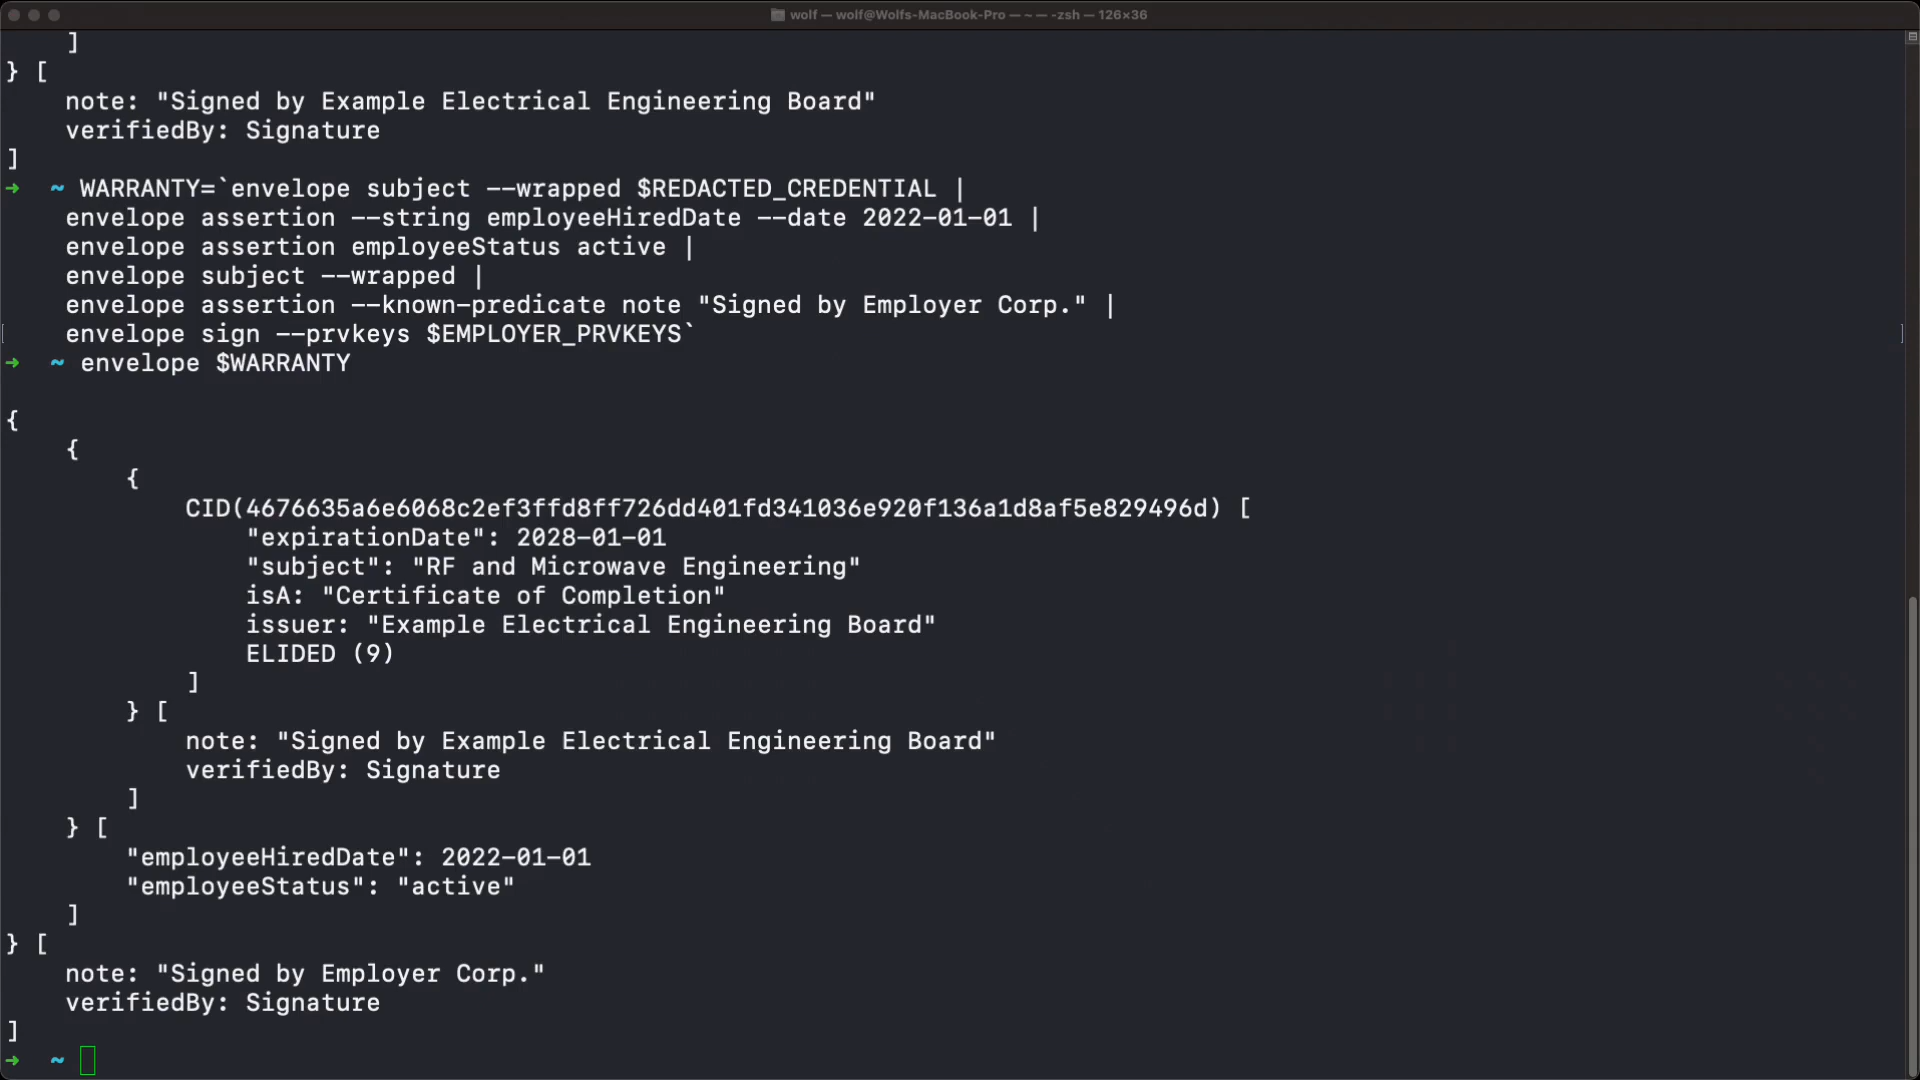 wolf — wolf@Wolfs-MacBook-Pro — ~ — -zsh — 126×36
    ]
} [
    note: "Signed by Example Electrical Engineering Board"
    verifiedBy: Signature
]
➜  ~ WARRANTY=`envelope subject --wrapped $REDACTED_CREDENTIAL |
    envelope assertion --string employeeHiredDate --date 2022-01-01 |
    envelope assertion employeeStatus active |
    envelope subject --wrapped |
    envelope assertion --known-predicate note "Signed by Employer Corp." |
    envelope sign --prvkeys $EMPLOYER_PRVKEYS`
➜  ~ envelope $WARRANTY
{
    {
        {
            CID(4676635a6e6068c2ef3ffd8ff726dd401fd341036e920f136a1d8af5e829496d) [
                "expirationDate": 2028-01-01
                "subject": "RF and Microwave Engineering"
                isA: "Certificate of Completion"
                issuer: "Example Electrical Engineering Board"
                ELIDED (9)
            ]
        } [
            note: "Signed by Example Electrical Engineering Board"
            verifiedBy: Signature
        ]
    } [
        "employeeHiredDate": 2022-01-01
        "employeeStatus": "active"
    ]
} [
    note: "Signed by Employer Corp."
    verifiedBy: Signature
]
➜  ~